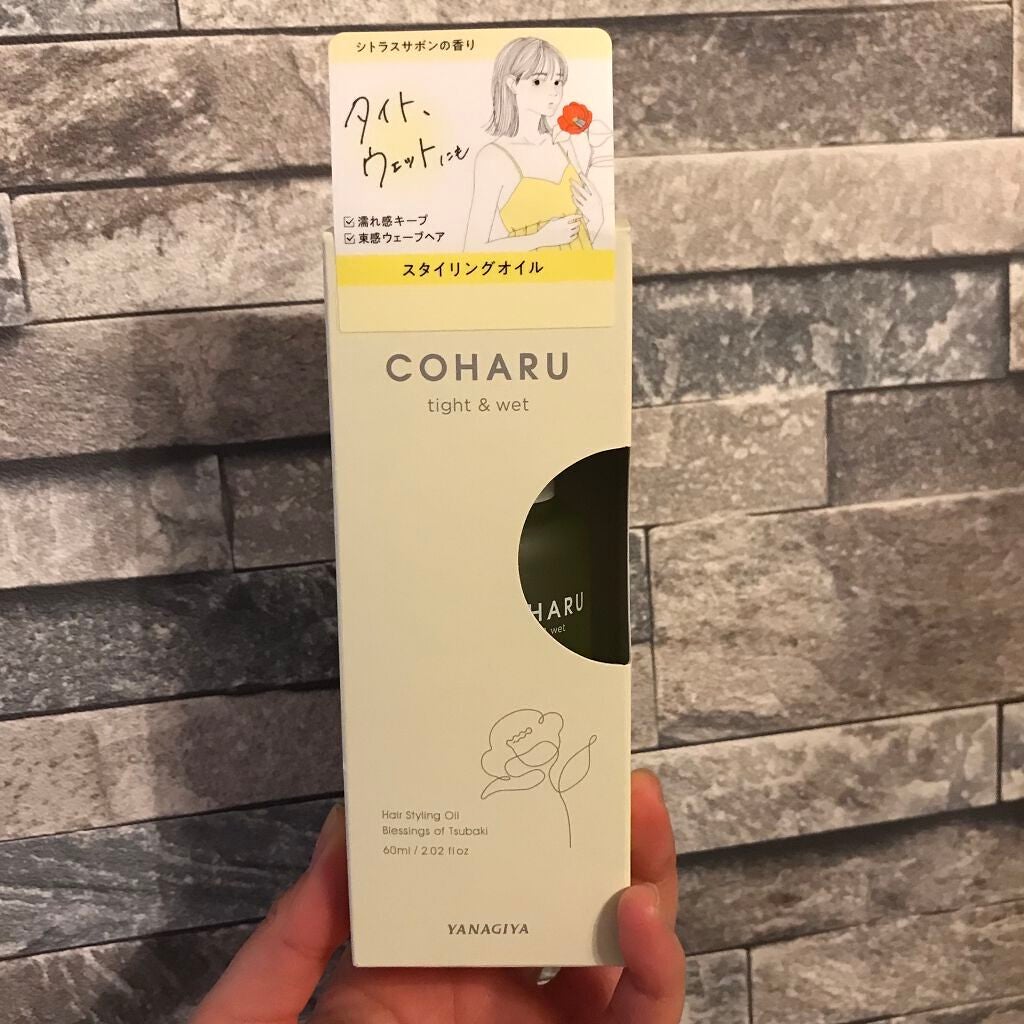 シトラスサボンの香り
タイト、
ウェットにも
濡れ感キープ
束感ウェーブヘア
スタイリングオイル
COHARU
tight & wet
HARU
wet
Hair Styling Oil
Blessings of Tsubaki
60ml / 2.02 fl oz
YANAGIYA